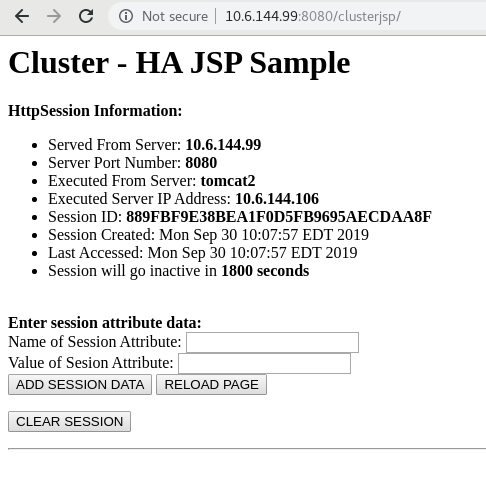 Not secure | 10.6.144.99:8080/clusterjsp/
Cluster - HA JSP Sample
HttpSession Information:
• Served From Server: 10.6.144.99
• Server Port Number: 8080
• Executed From Server: tomcat2
• Executed Server IP Address: 10.6.144.106
• Session ID: 889FBF9E38BEA1F0D5FB9695AECDAA8F
• Session Created: Mon Sep 30 10:07:57 EDT 2019
• Last Accessed: Mon Sep 30 10:07:57 EDT 2019
• Session will go inactive in 1800 seconds
Enter session attribute data:
Name of Session Attribute:
Value of Sesion Attribute:
ADD SESSION DATA RELOAD PAGE
CLEAR SESSION